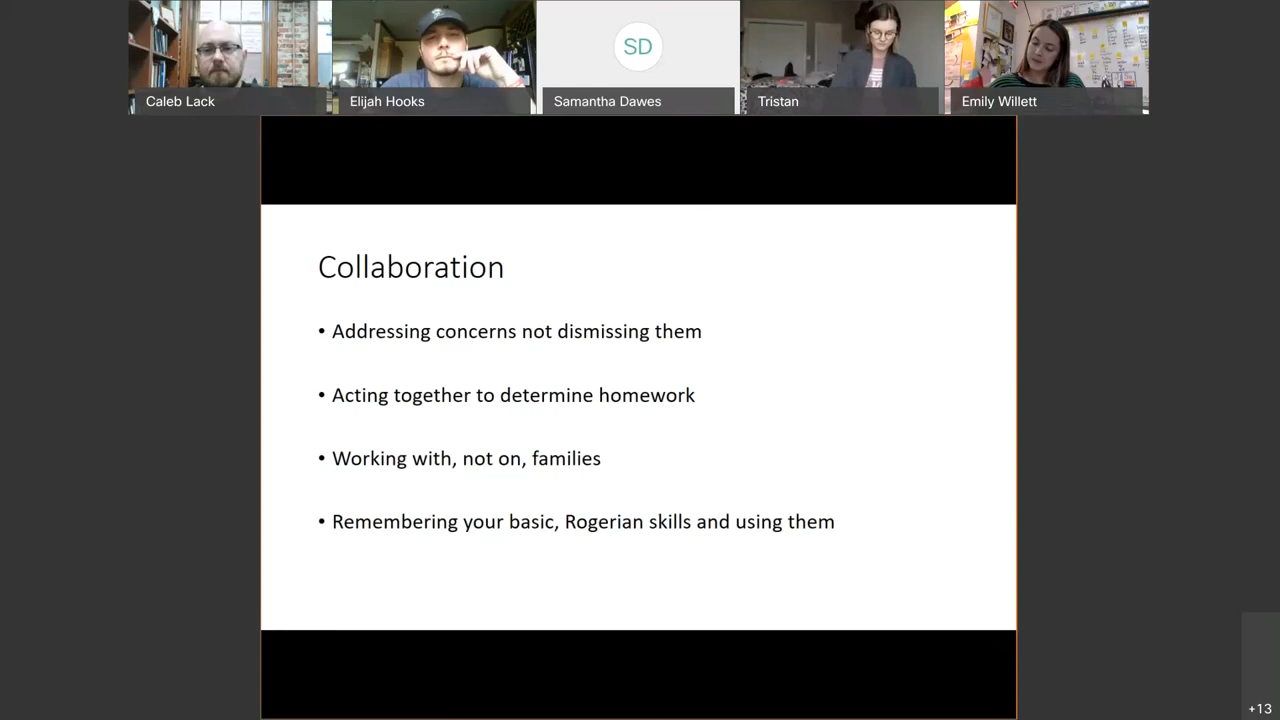 SD
Caleb Lack
Elijah Hooks
Samantha Dawes
Tristan
Emily Willett
Collaboration
• Addressing concerns not dismissing them
• Acting together to determine homework
• Working with, not on, families
• Remembering your basic, Rogerian skills and using them
+13